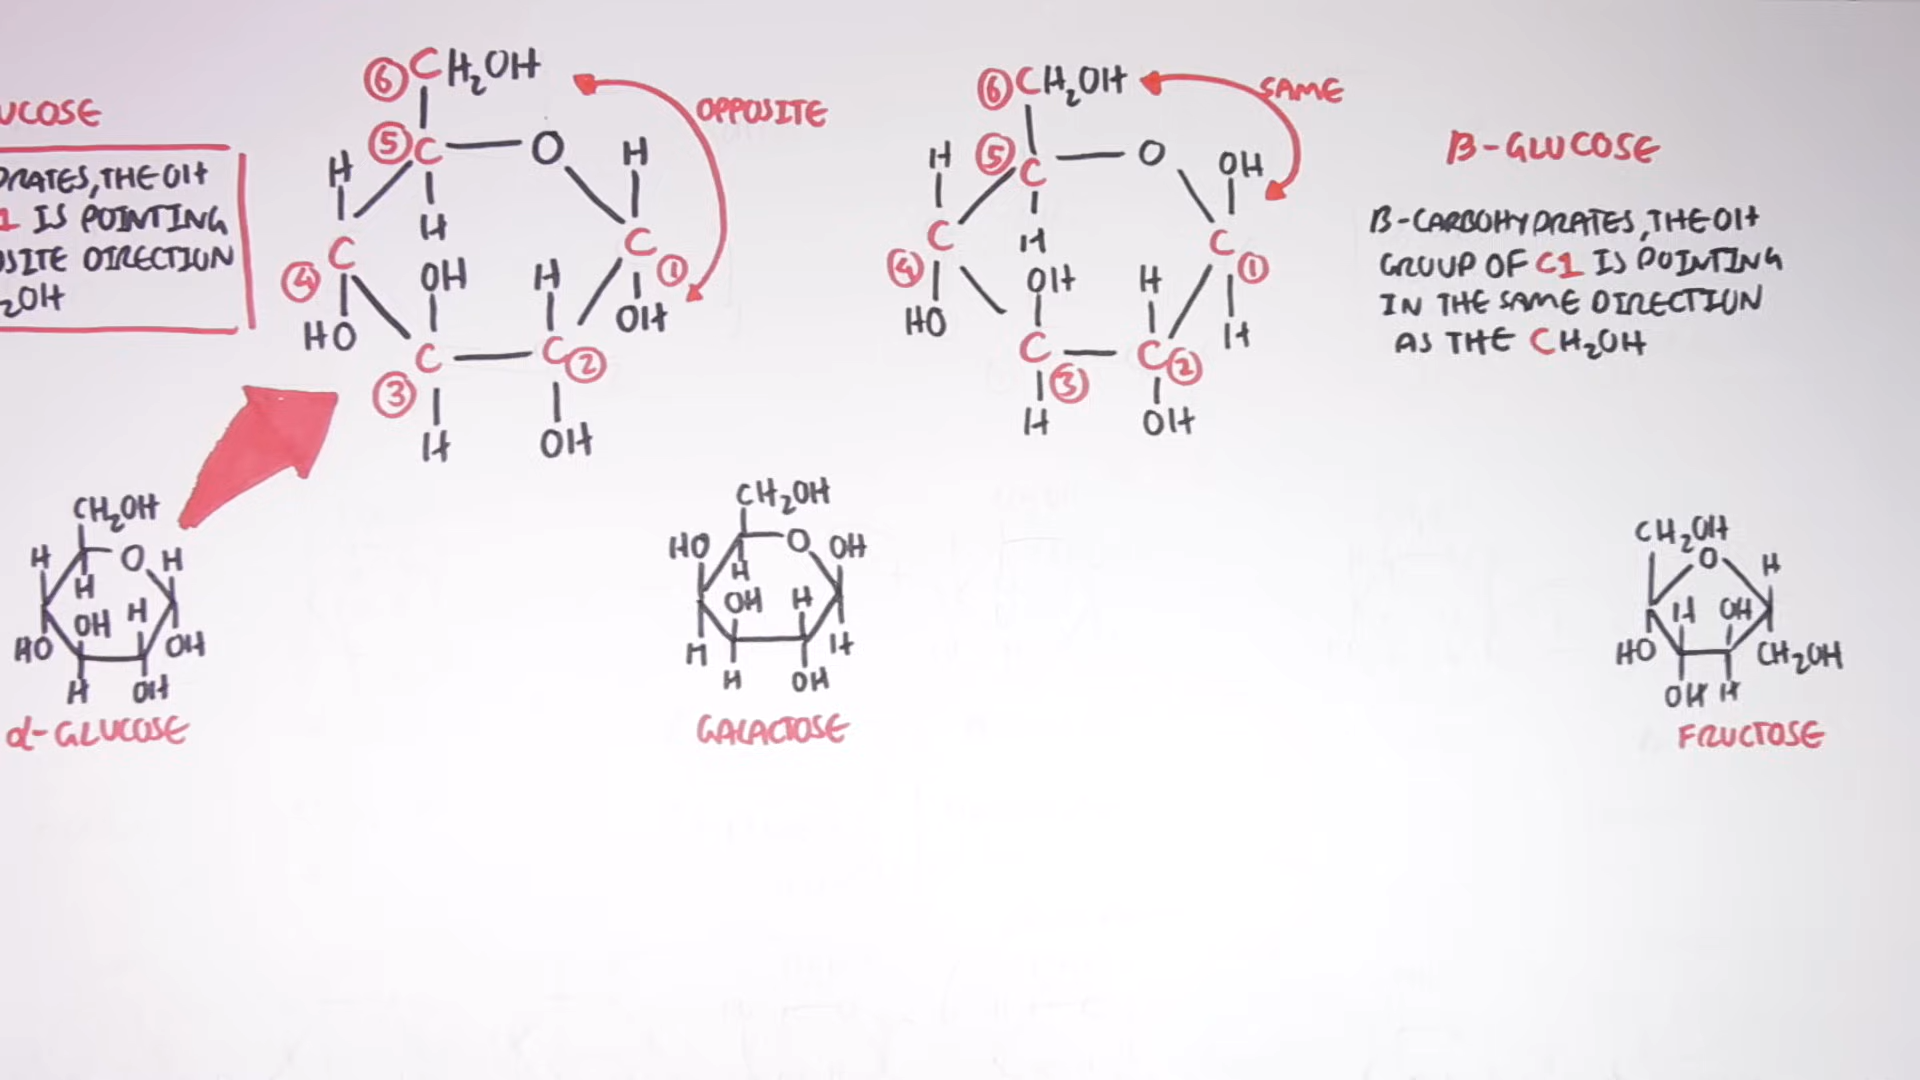 UCOSE
RATES, THE OH
1 IS POINTING
SITE DIRECTION
2OH
6 CH2OH
OPPOSITE
5 C O H
H
H
C C 1
4 OH H
HO OH
C C 2
3
H OH
6 CH2OH
SAME
H 5 C O OH
C H C 1
4 OH H
HO H
C C 2
3
H OH
β-GLUCOSE
β-CARBOHYDRATES, THE OH
GROUP OF C1 IS POINTING
IN THE SAME DIRECTION
AS THE CH2OH
CH2OH
H O H
H
OH H
HO OH
H OH
α-GLUCOSE
CH2OH
HO O OH
H
OH H
H H
H OH
GALACTOSE
CH2OH
O H
H OH
HO CH2OH
OH H
FRUCTOSE